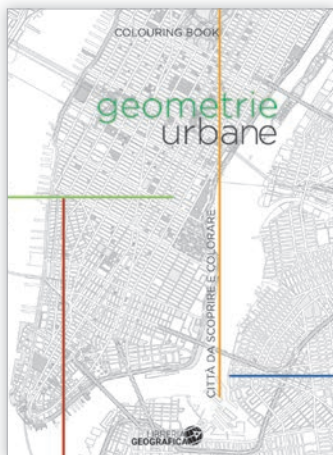 COLOURING BOOK
geometrie
urbane
CITTÀ DA SCOPRIRE E COLORARE
LIBRERIA
GEOGRAFICA